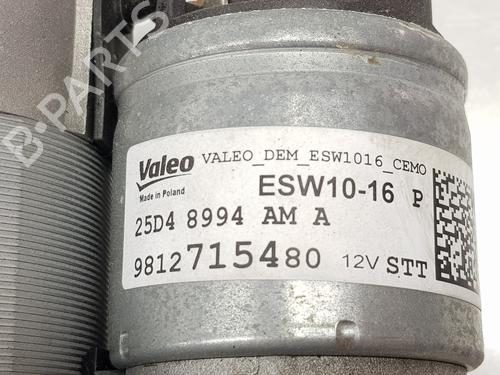 B-PARTS
Valeo VALEO_DEM_ESW1016_CEMO
Made in Poland ESW10-16 P
25D4 8994 AM A
9812715480 12V STT